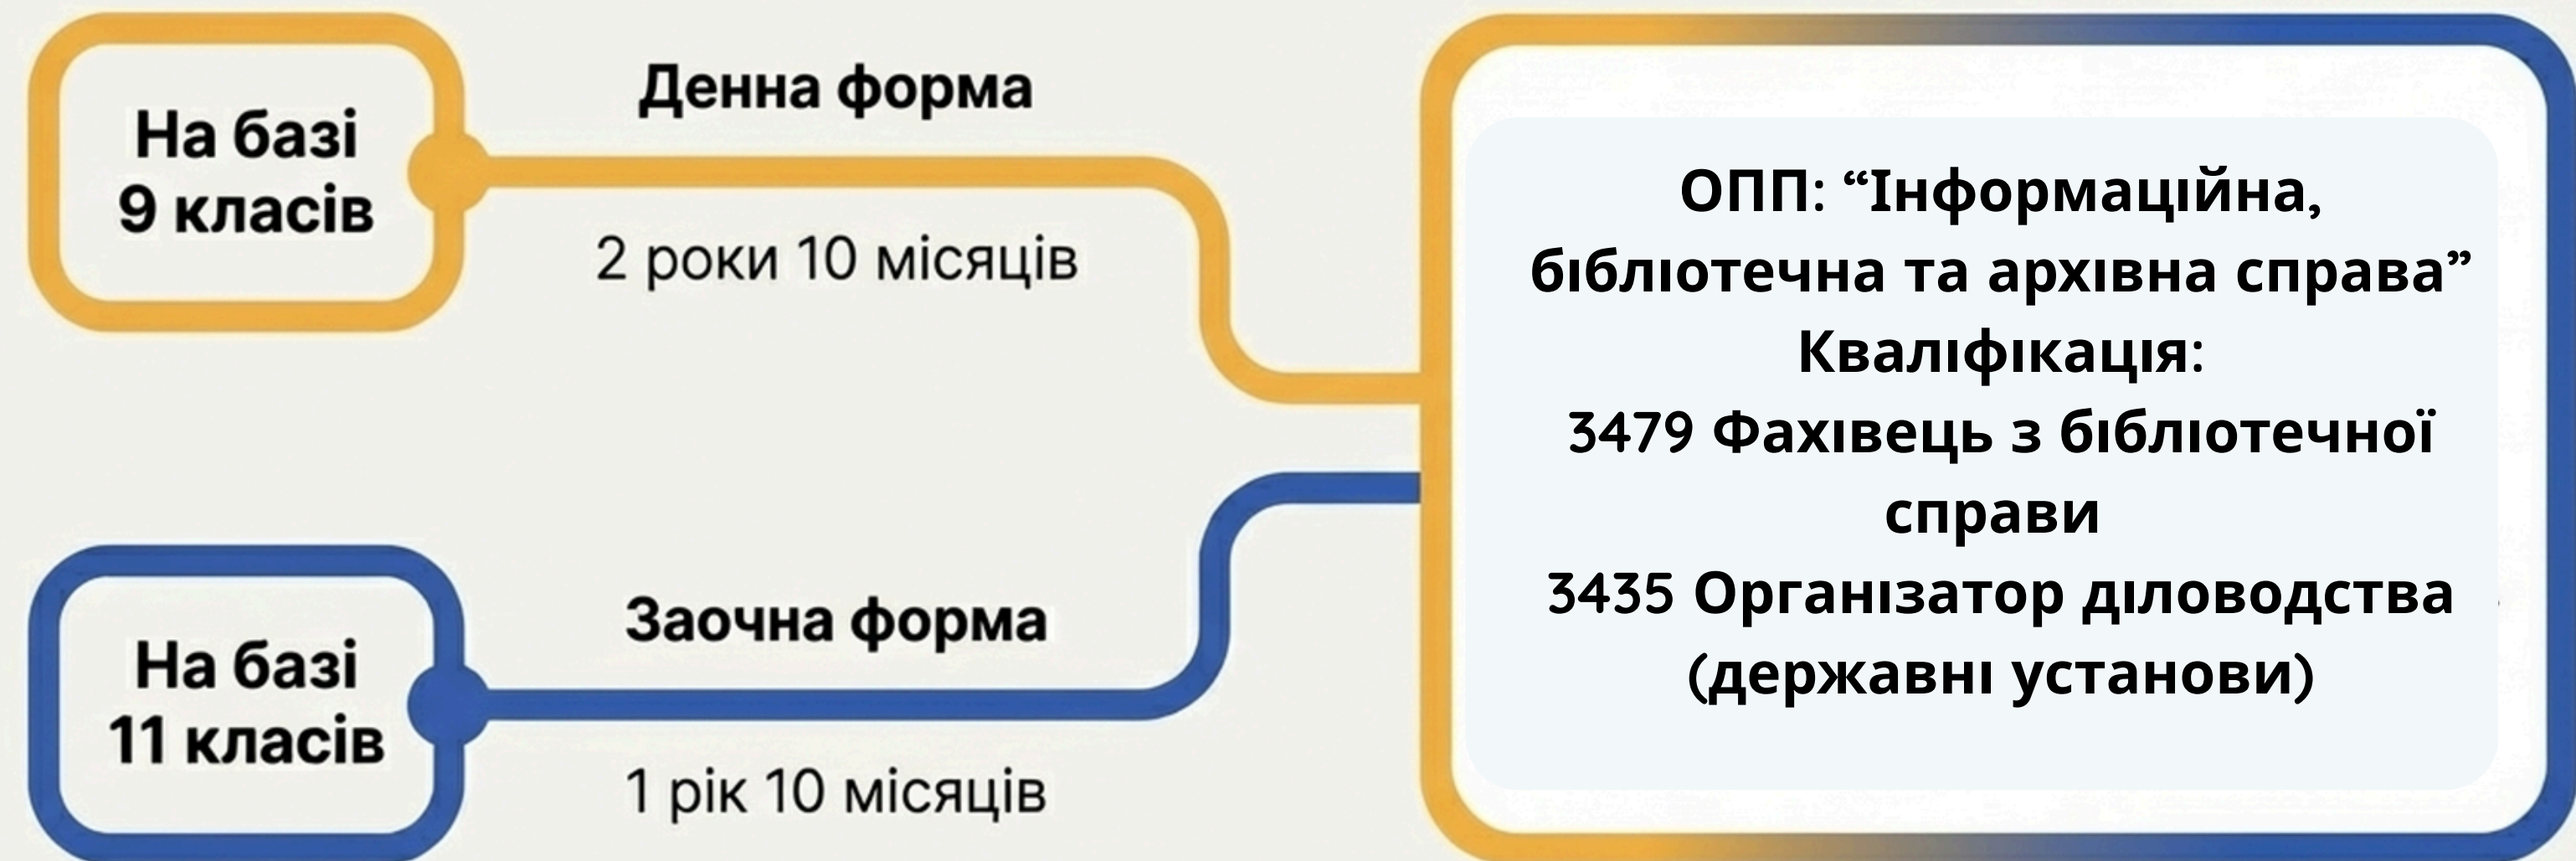 На базі
9 класів
Денна форма
2 роки 10 місяців
На базі
11 класів
Заочна форма
1 рік 10 місяців
ОПП: “Інформаційна,
бібліотечна та архівна справа”
Кваліфікація:
3479 Фахівець з бібліотечної
справи
3435 Організатор діловодства
(державні установи)